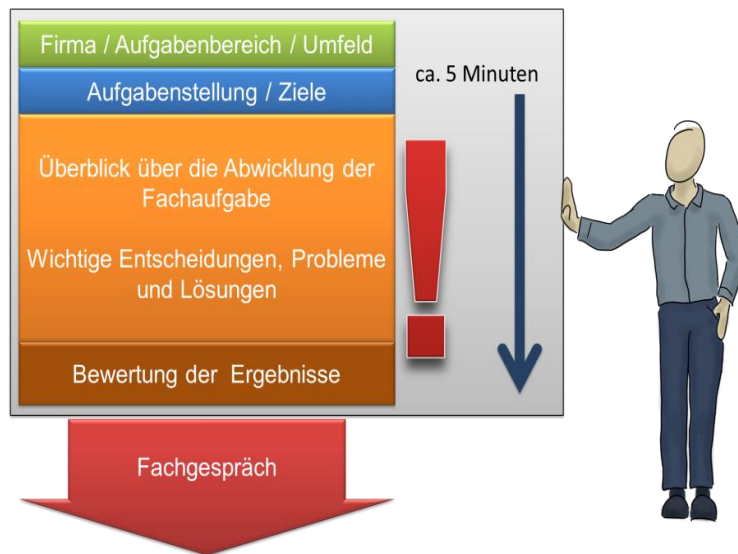 Firma / Aufgabenbereich / Umfeld
ca. 5 Minuten
Aufgabenstellung / Ziele
Überblick über die Abwicklung der
Fachaufgabe
Wichtige Entscheidungen, Probleme
und Lösungen
Bewertung der Ergebnisse
Fachgespräch